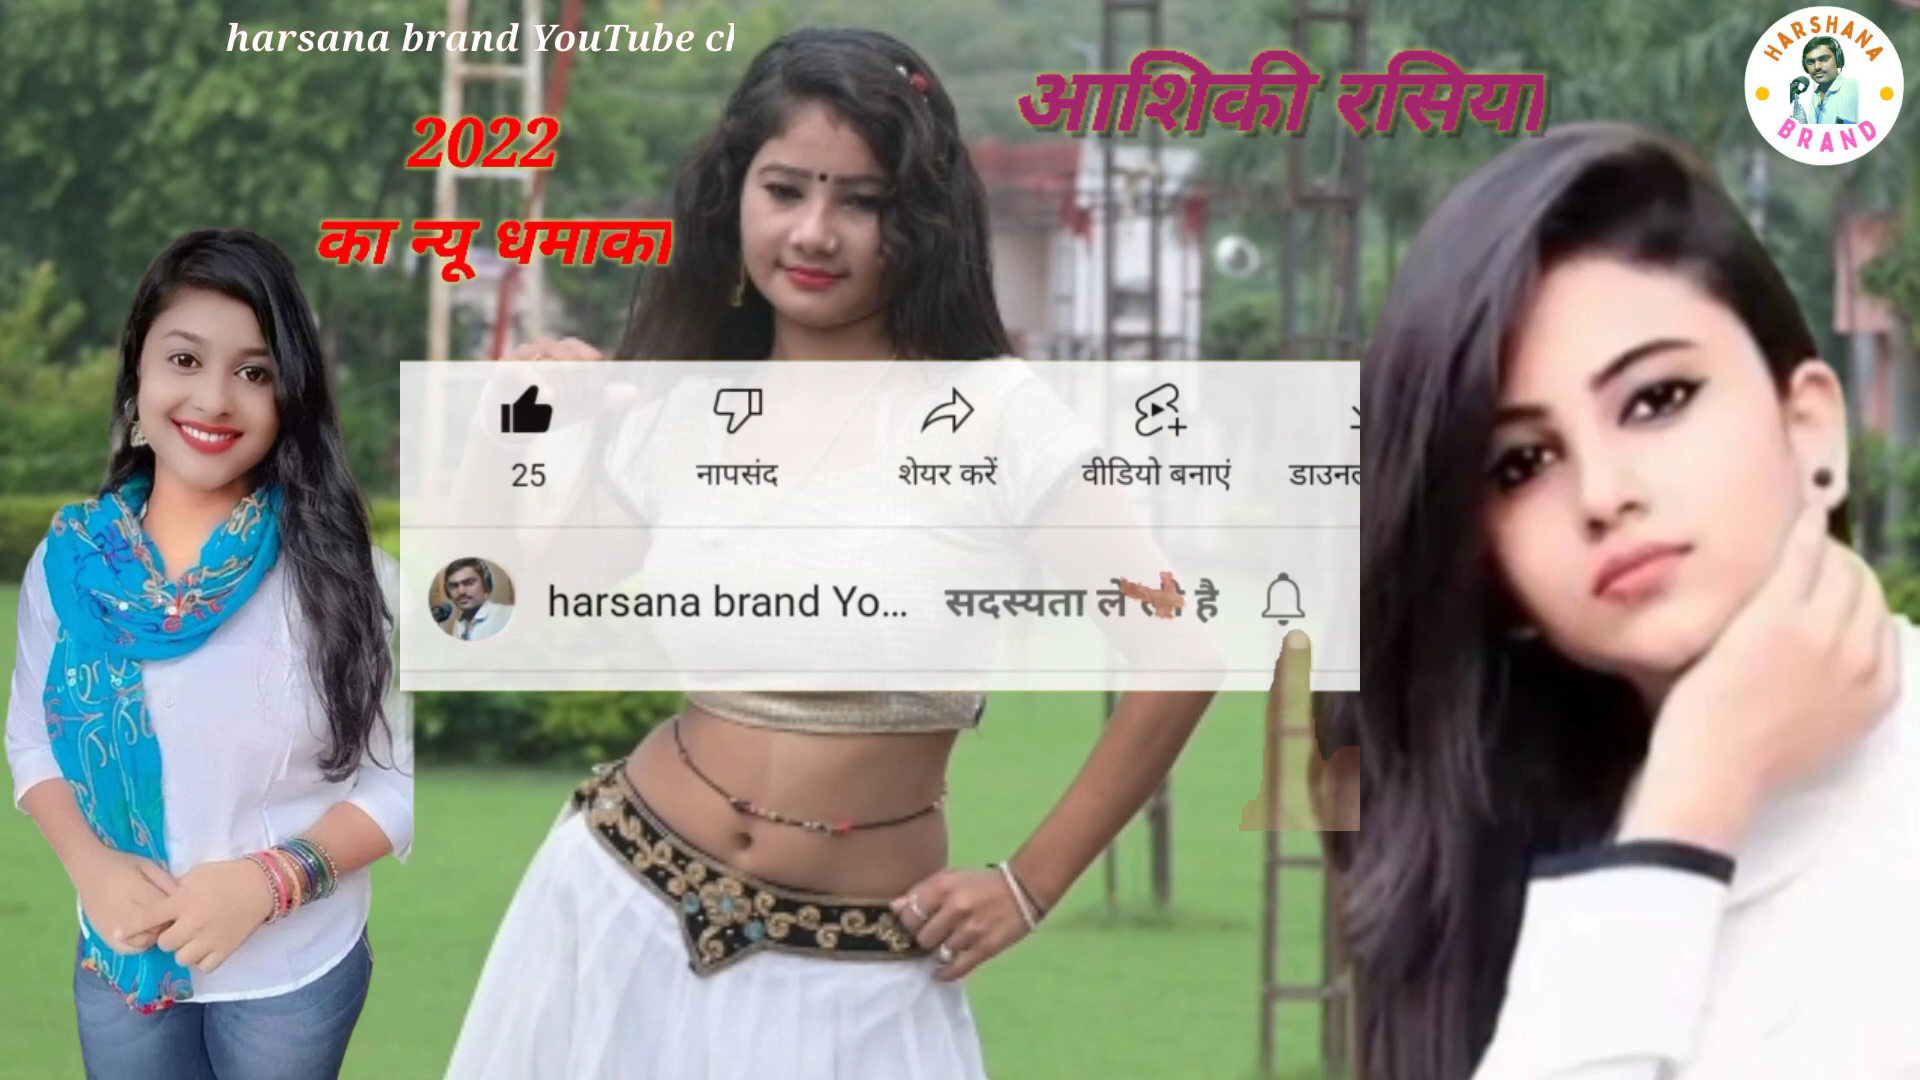 harsana brand YouTube
2022
का न्यू धमाका
आशिकी रसिया
HARSHANA
BRAND
25
नापसंद
शेयर करें
वीडियो बनाएं
harsana brand Yo...
सदस्यता ले है